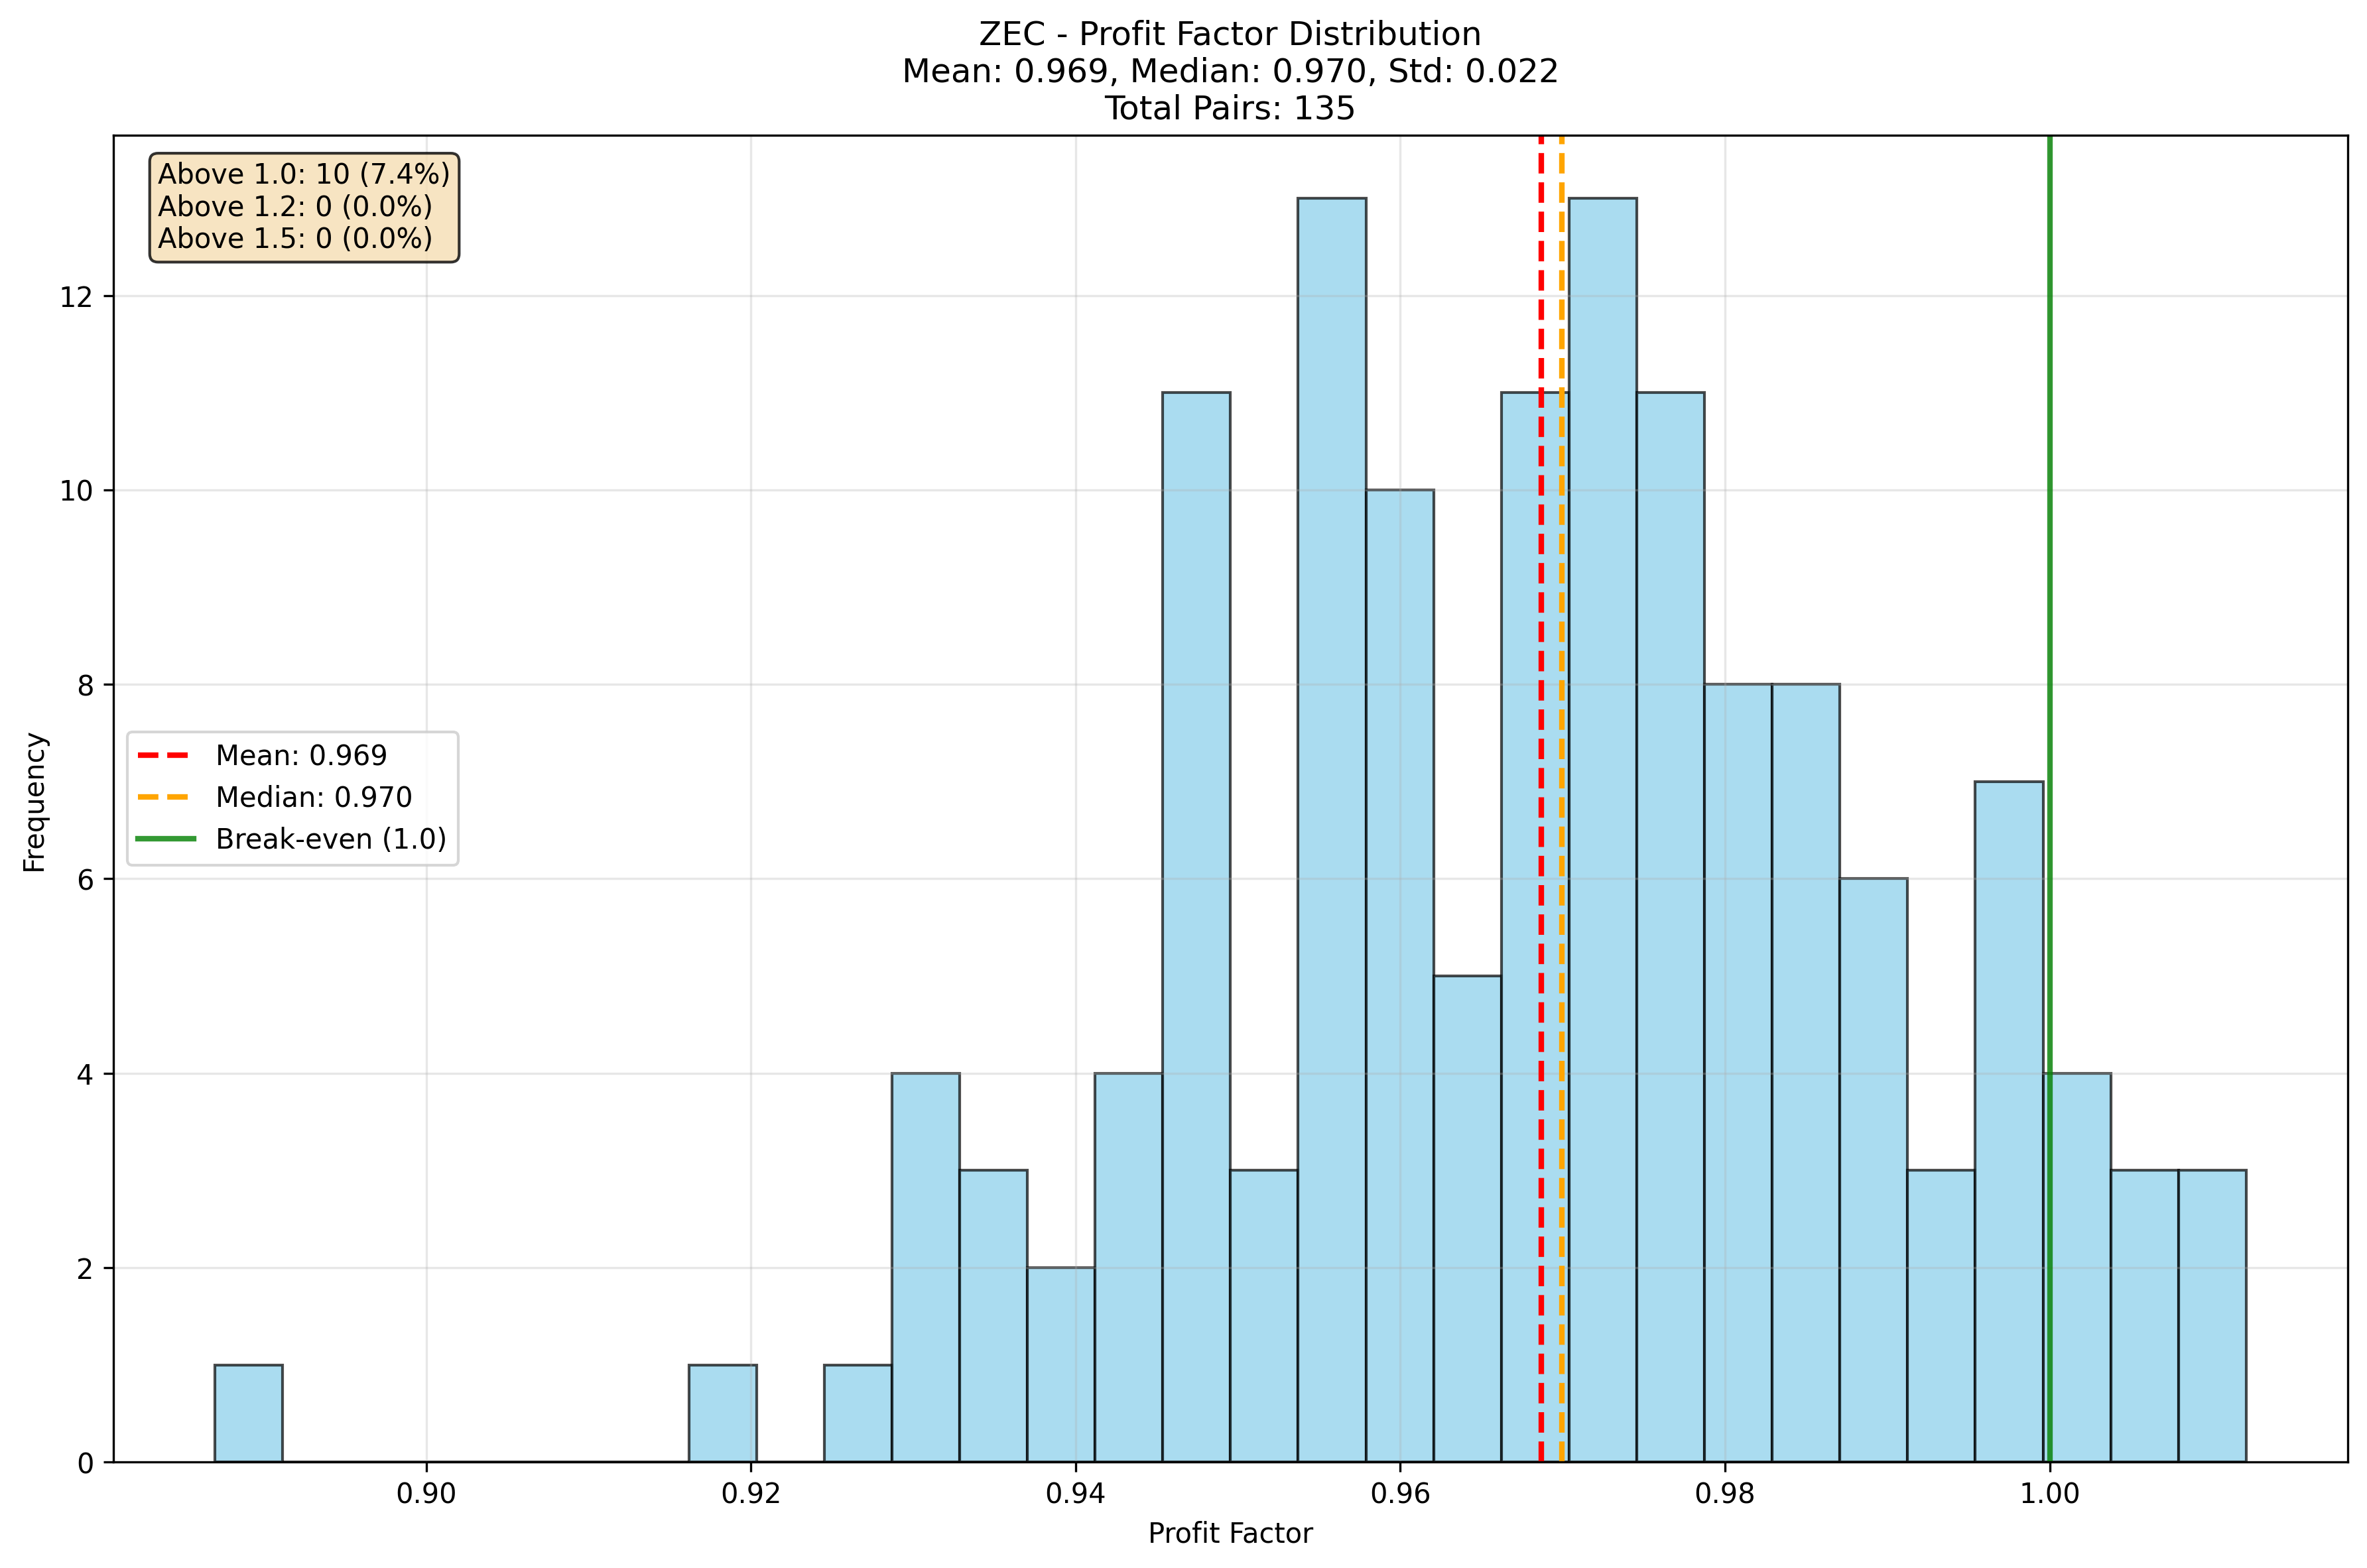 ZEC - Profit Factor Distribution
Mean: 0.969, Median: 0.970, Std: 0.022
Total Pairs: 135
Above 1.0: 10 (7.4%)
Above 1.2: 0 (0.0%)
Above 1.5: 0 (0.0%)
12
10
8
6
4
2
0
Frequency
Mean: 0.969
Median: 0.970
Break-even (1.0)
0.90
0.92
0.94
0.96
0.98
1.00
Profit Factor